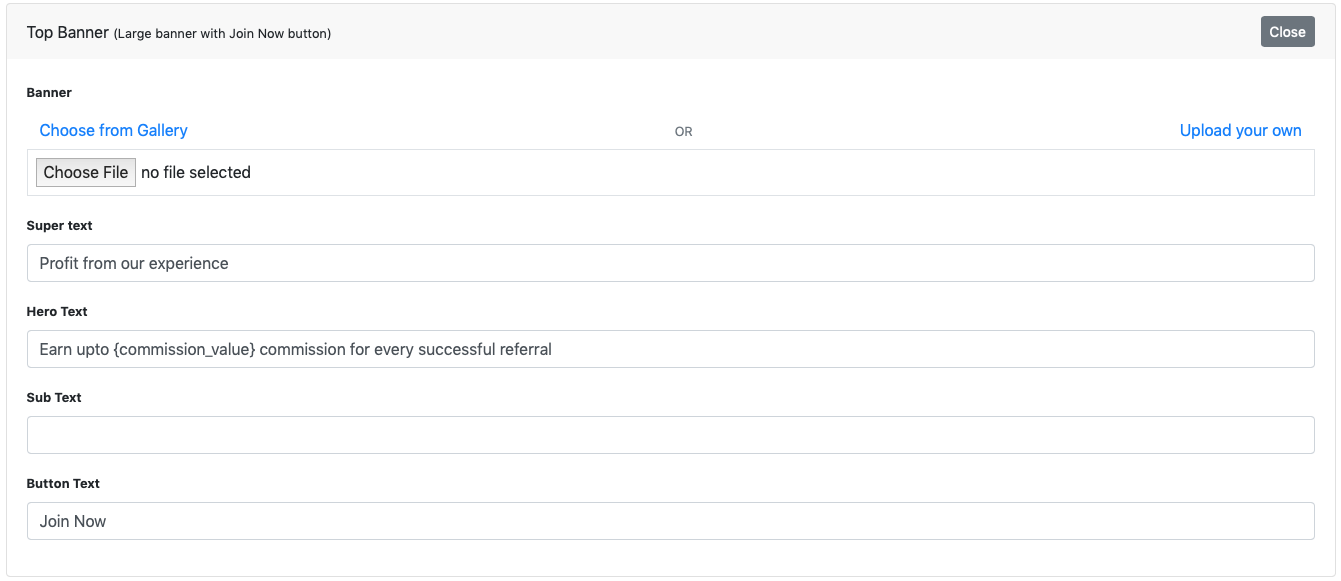 Top Banner (Large banner with Join Now button) Close
Banner
Choose from Gallery OR Upload your own
Choose File no file selected
Super text
Profit from our experience
Hero Text
Earn upto {commission_value} commission for every successful referral
Sub Text
Button Text
Join Now